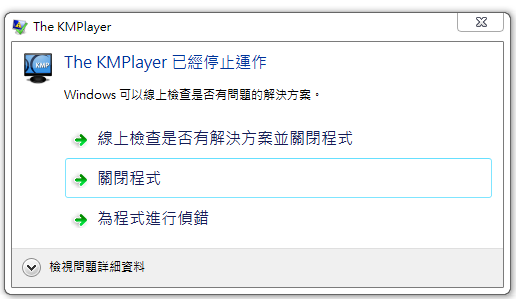 The KMPlayer
KMP
The KMPlayer 已經停止運作
Windows 可以線上檢查是否有問題的解決方案。
線上檢查是否有解決方案並關閉程式
關閉程式
為程式進行偵錯
檢視問題詳細資料